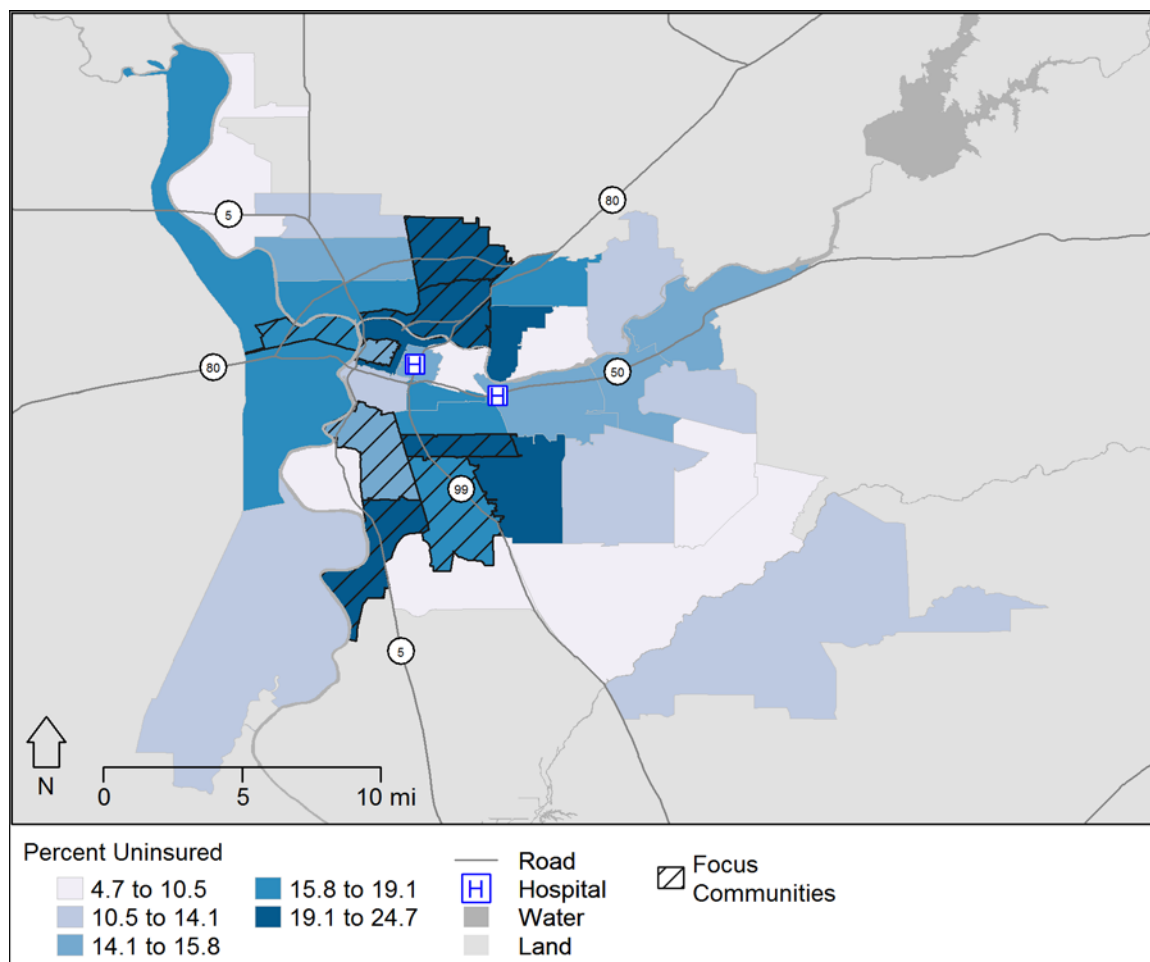 80
5
80
50
99
5
N
0 5 10 mi
Percent Uninsured
4.7 to 10.5
10.5 to 14.1
14.1 to 15.8
15.8 to 19.1
19.1 to 24.7
Road
H Hospital
Water
Land
Focus
Communities
H
H